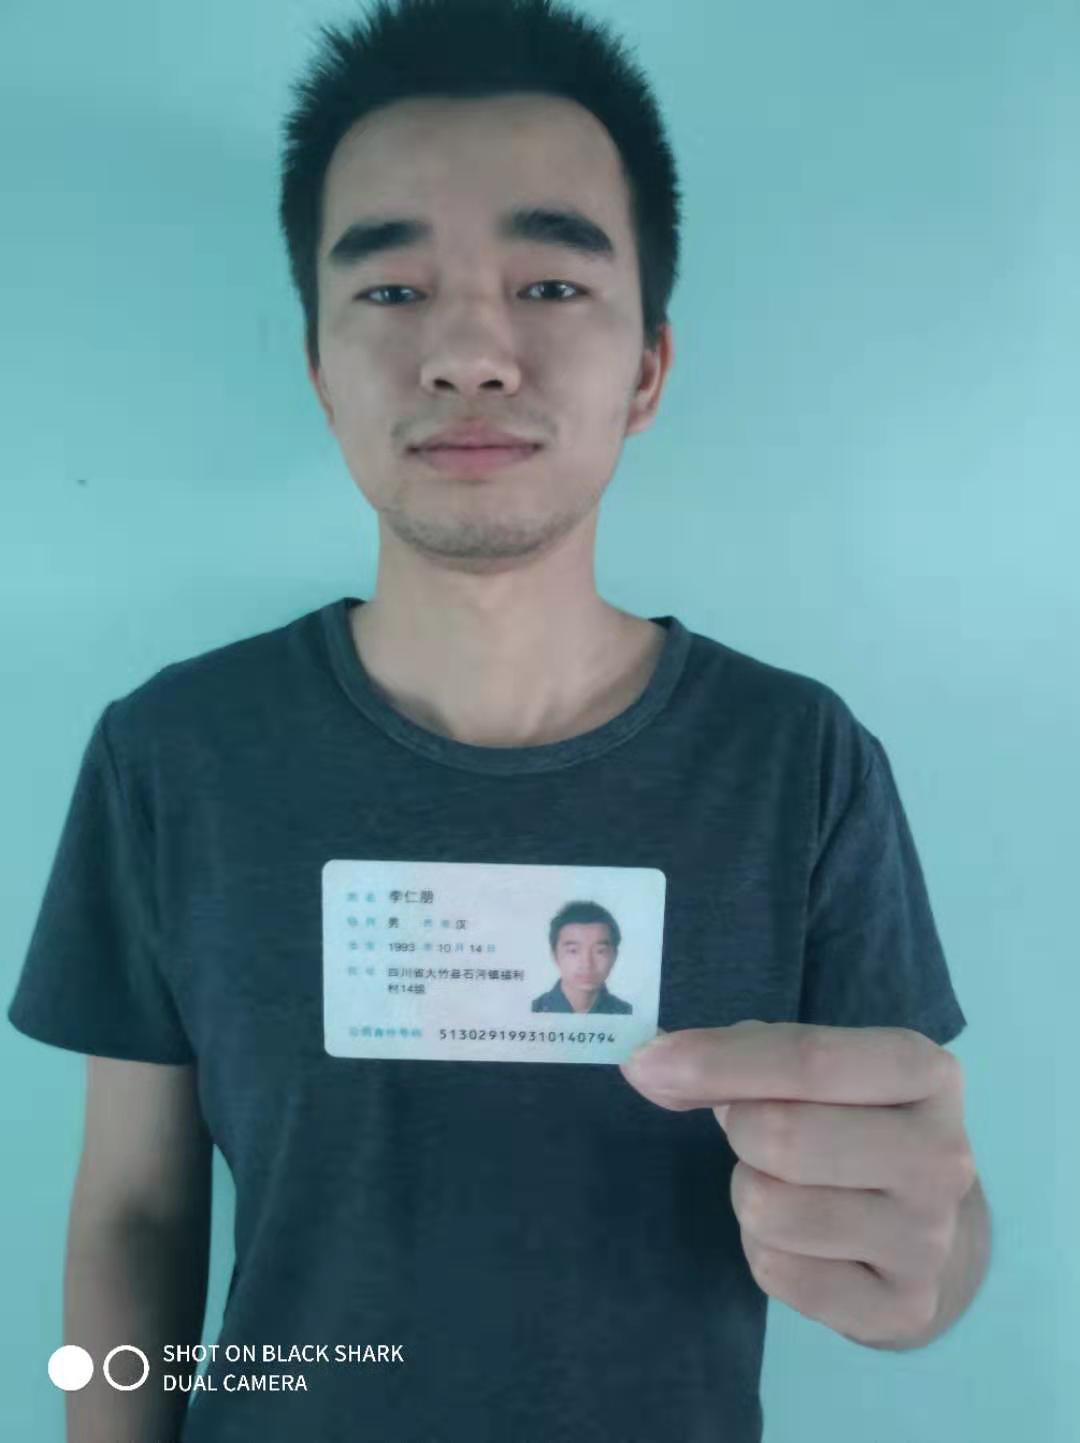 姓名 李仁朋
性别 男 民族 汉
出生 1993 年 10 月 14 日
住址 四川省大竹县石河镇福利
村14组
公民身份号码 513029199310140794
SHOT ON BLACK SHARK
DUAL CAMERA